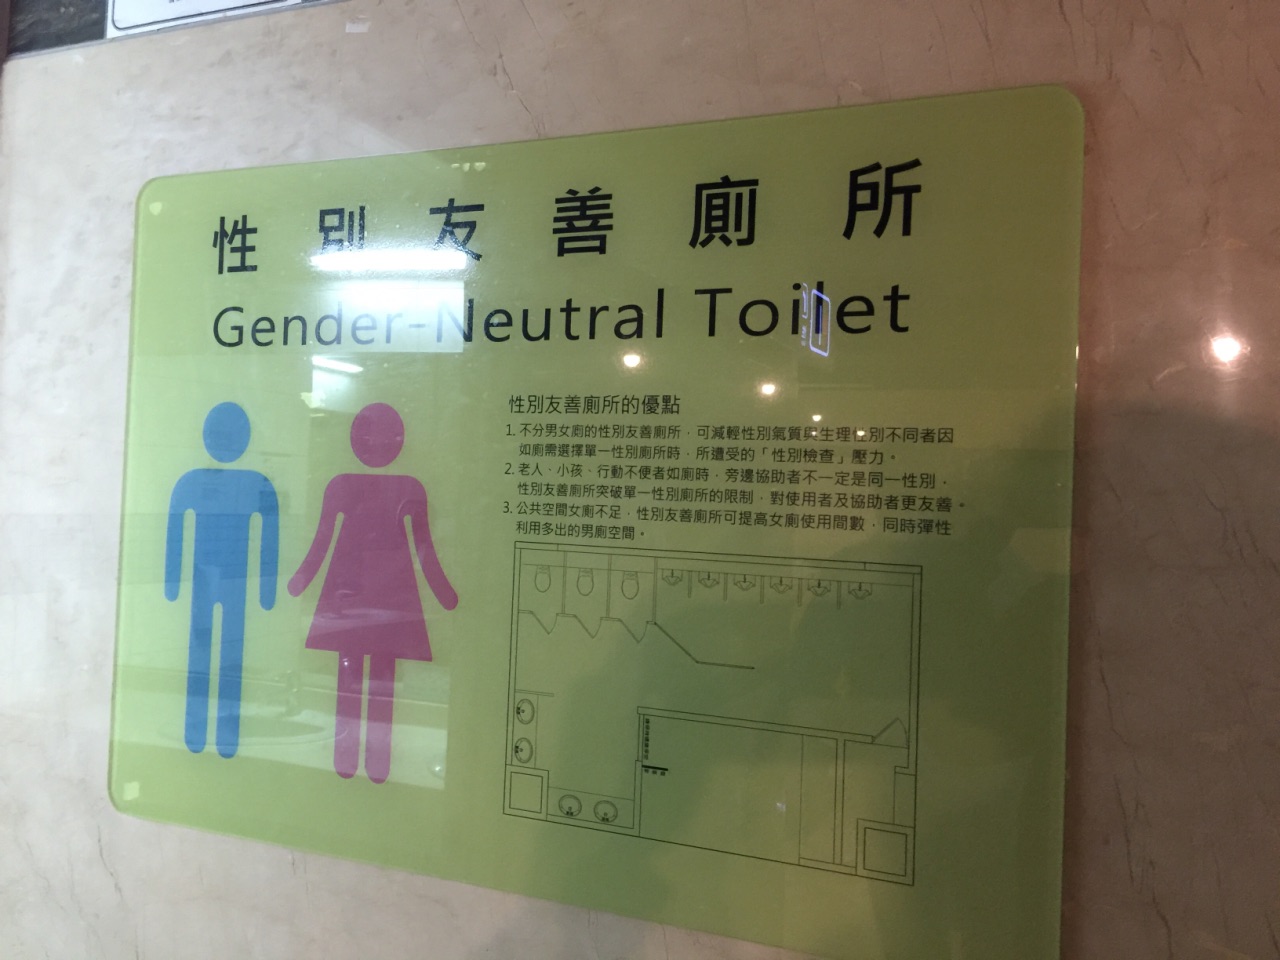 性別友善廁所
Gender-Neutral Toilet
性別友善廁所的優點
1. 不分男女廁的性別友善廁所，可減輕性別氣質與生理性別不同者因
如廁需選擇單一性別廁所時，所遭受的「性別檢查」壓力。
2. 老人、小孩、行動不便者如廁時，旁邊協助者不一定是同一性別，
性別友善廁所突破單一性別廁所的限制，對使用者及協助者更友善。
3. 公共空間女廁不足，性別友善廁所可提高女廁使用間數，同時彈性
利用多出的男廁空間。